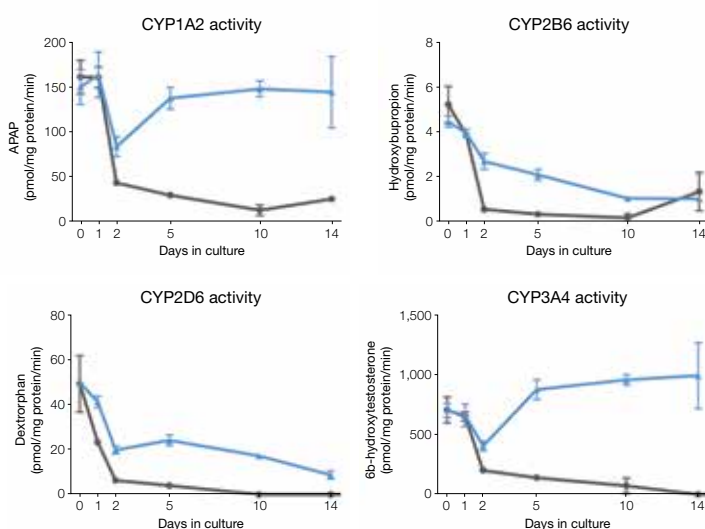 CYP1A2 activity
200
150
100
50
0
APAP
(pmol/mg protein/min)
0 1 2 5 10 14
Days in culture
CYP2B6 activity
8
6
4
2
0
Hydroxybupropion
(pmol/mg protein/min)
0 1 2 5 10 14
Days in culture
CYP2D6 activity
80
60
40
20
0
Dextrorphan
(pmol/mg protein/min)
0 1 2 5 10 14
Days in culture
CYP3A4 activity
1,500
1,000
500
0
6b-hydroxytestosterone
(pmol/mg protein/min)
0 1 2 5 10 14
Days in culture